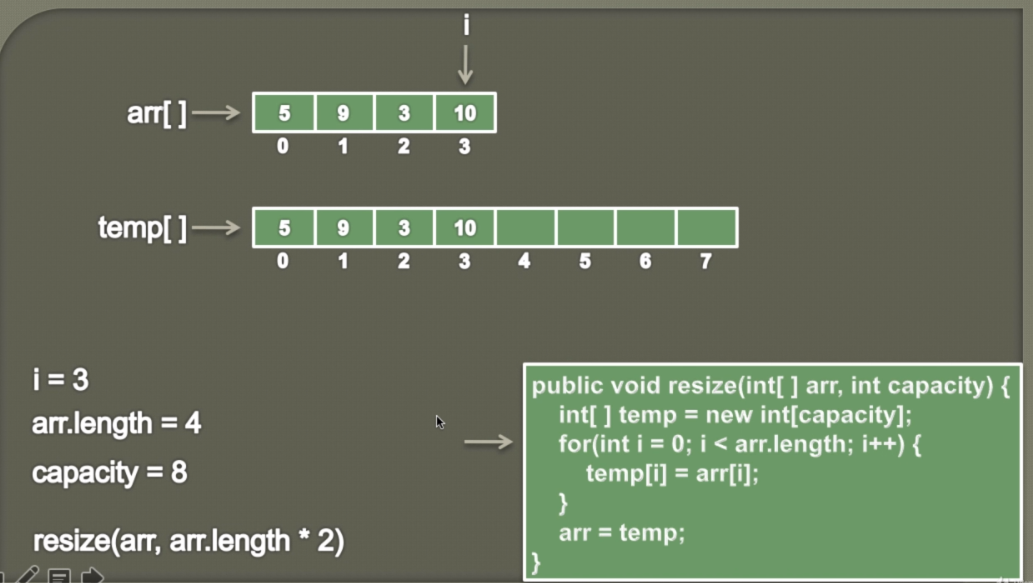 i
arr[ ]
5 9 3 10
0 1 2 3
temp[ ]
5 9 3 10
0 1 2 3 4 5 6 7
i = 3
arr.length = 4
capacity = 8
resize(arr, arr.length * 2)
public void resize(int[ ] arr, int capacity) {
int[ ] temp = new int[capacity];
for(int i = 0; i < arr.length; i++) {
temp[i] = arr[i];
}
arr = temp;
}